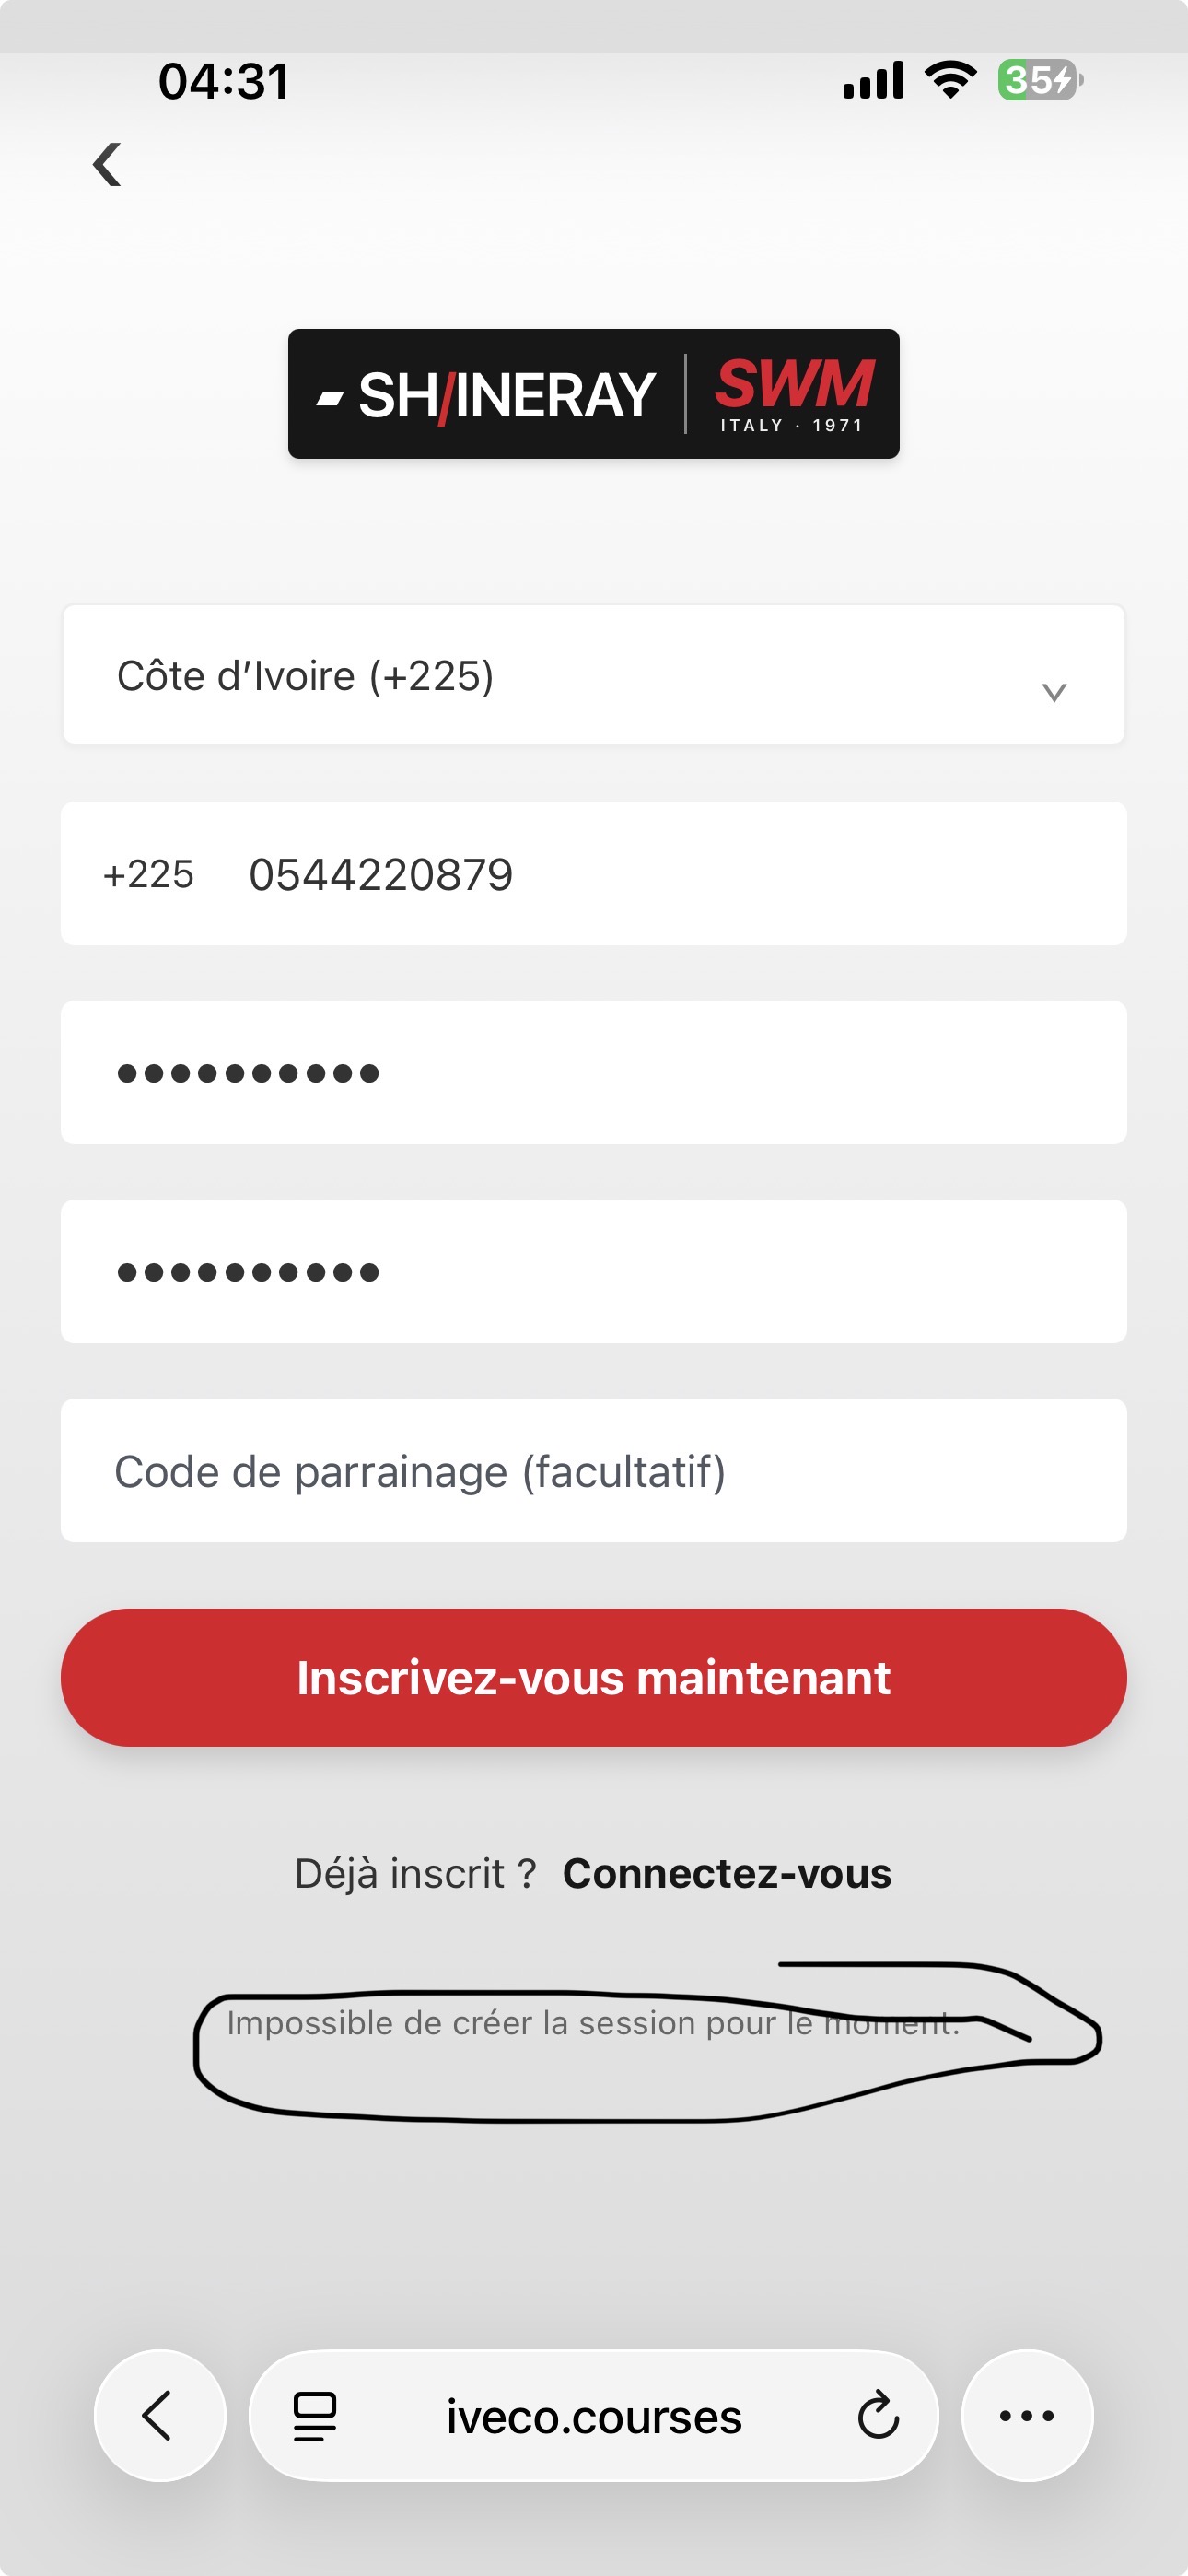 04:31
35
SH/INERAY
SWM
ITALY · 1971
Côte d’Ivoire (+225)
+225 0544220879
Code de parrainage (facultatif)
Inscrivez-vous maintenant
Déjà inscrit ? Connectez-vous
Impossible de créer la session pour le moment.
iveco.courses